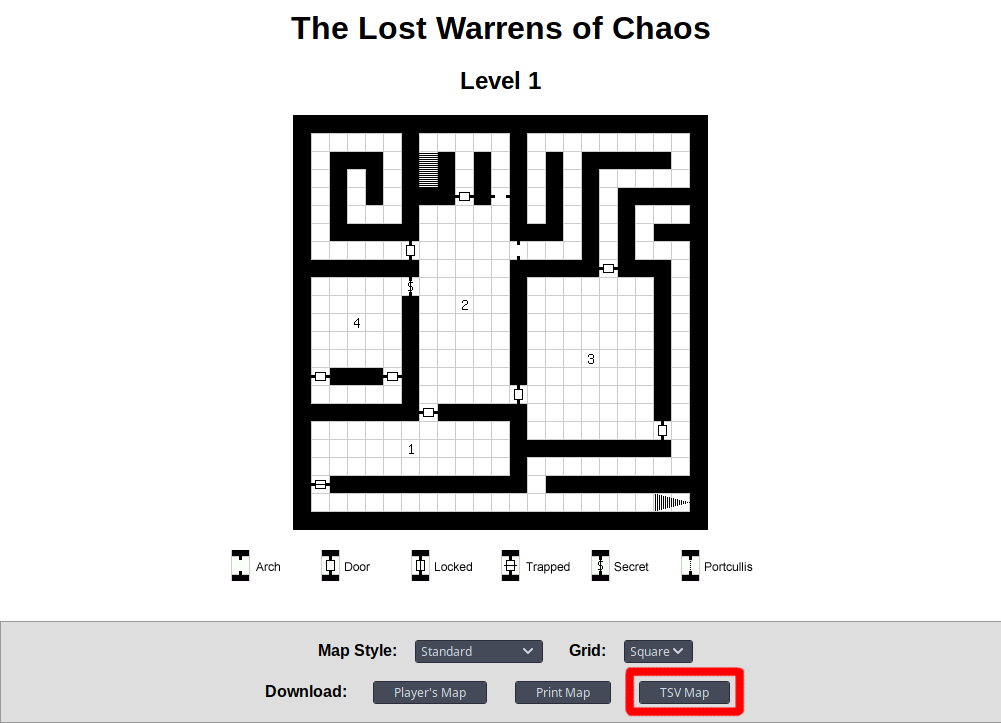 The Lost Warrens of Chaos
Level 1
S
2
4
3
1
Arch Door Locked Trapped S Secret Portcullis
Map Style: Standard Grid: Square
Download: Player's Map Print Map TSV Map